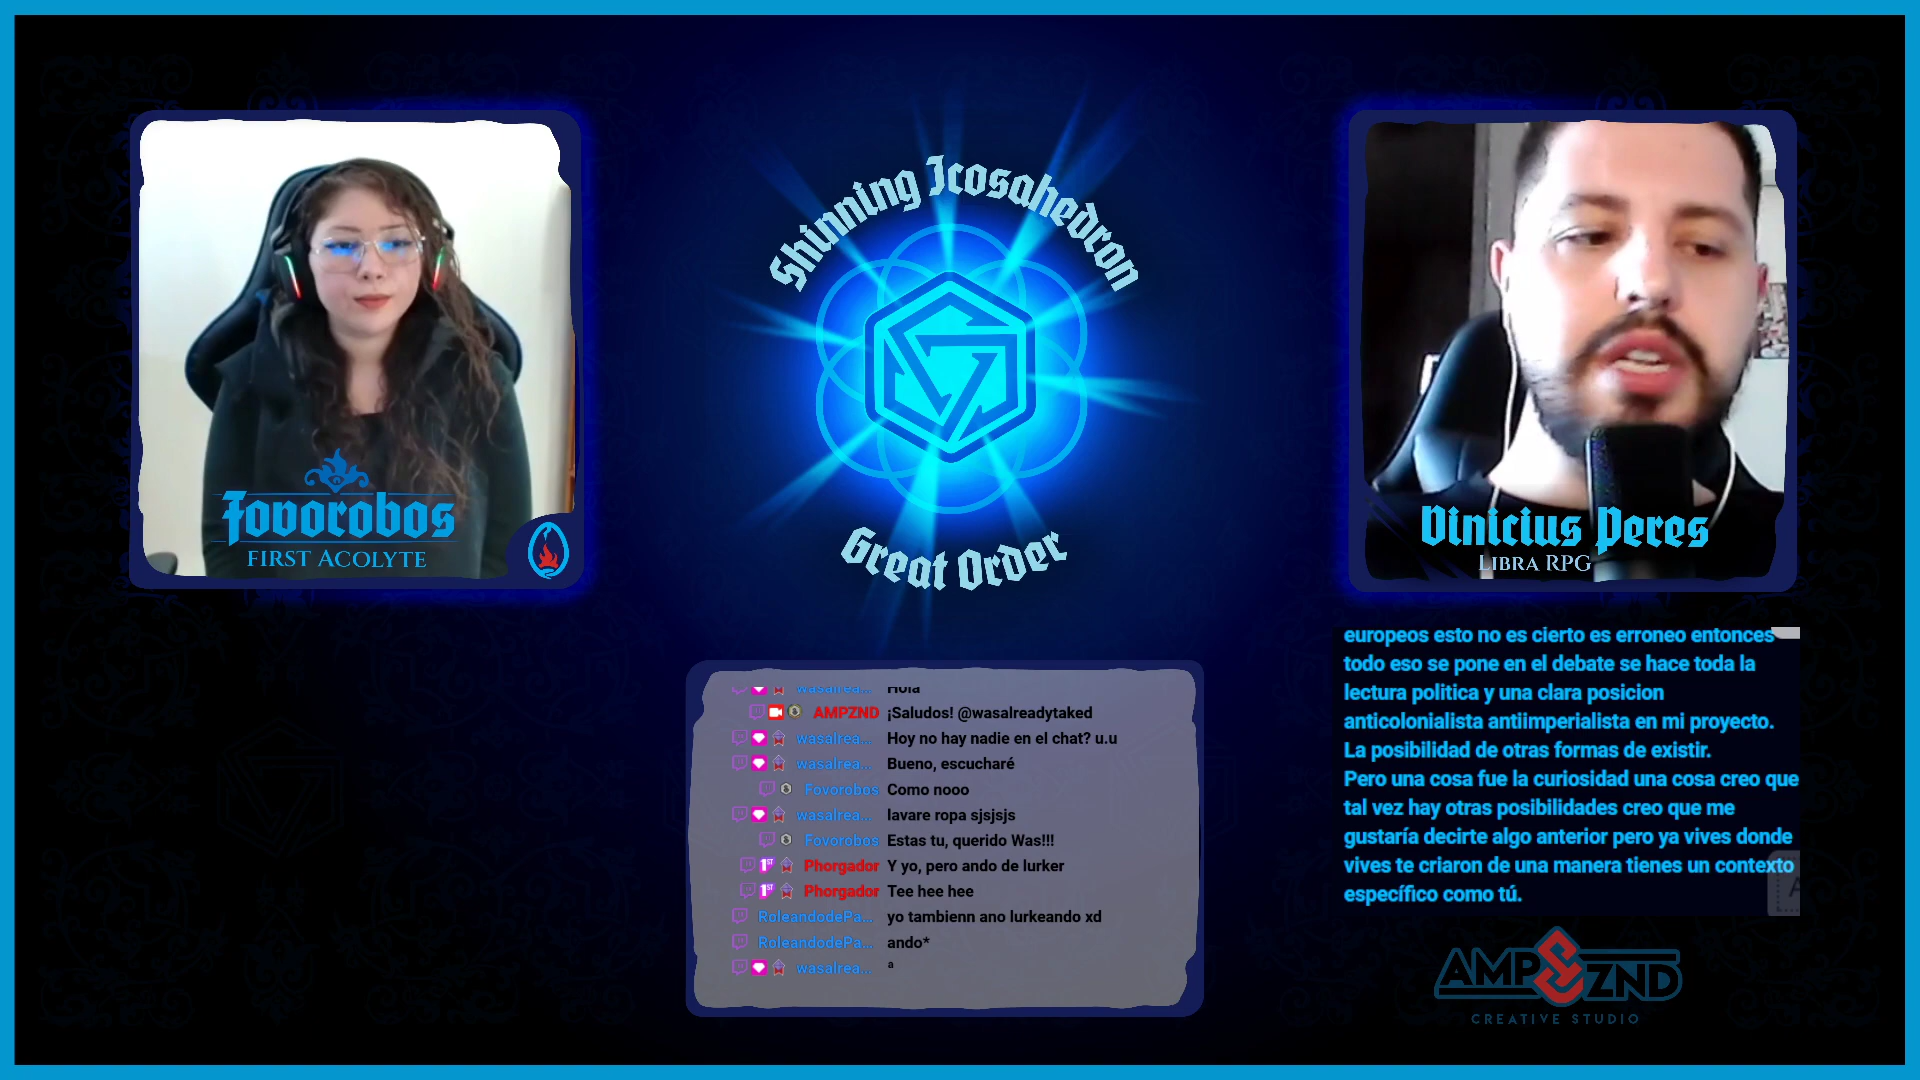 Shinning Icosahedron
Great Order
Fovorobos
FIRST ACOLYTE
Vinicius Peres
LIBRA RPG
wasalrea... Hola
AMPZND ¡Saludos! @wasalreadytaked
wasalrea... Hoy no hay nadie en el chat? u.u
wasalrea... Bueno, escucharé
Fovorobos Como nooo
wasalrea... lavare ropa sjsjsjs
Fovorobos Estas tu, querido Was!!!
1ST Phorgador Y yo, pero ando de lurker
1ST Phorgador Tee hee hee
RoleandodePa... yo tambienn ano lurkeando xd
RoleandodePa... ando*
wasalrea... ª
europeos esto no es cierto es erroneo entonces
todo eso se pone en el debate se hace toda la
lectura politica y una clara posicion
anticolonialista antiimperialista en mi proyecto.
La posibilidad de otras formas de existir.
Pero una cosa fue la curiosidad una cosa creo que
tal vez hay otras posibilidades creo que me
gustaría decirte algo anterior pero ya vives donde
vives te criaron de una manera tienes un contexto
específico como tú.
AMPZND
CREATIVE STUDIO